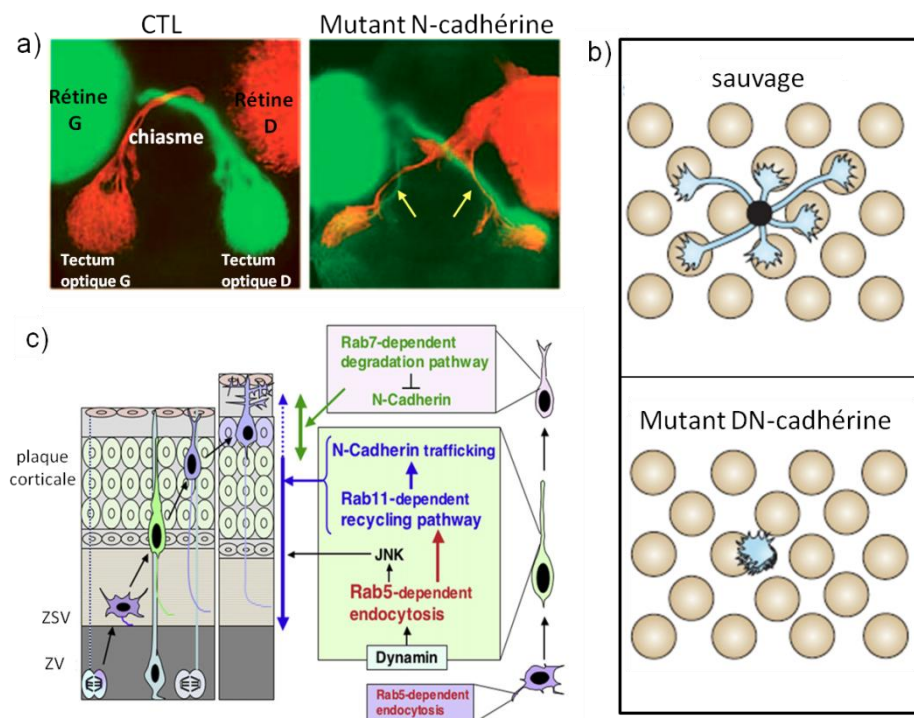 a)
CTL
Rétine
G
Rétine
D
chiasme
Tectum
optique G
Tectum
optique D
Mutant N-cadhérine
b)
sauvage
Mutant DN-cadhérine
c)
plaque
corticale
ZSV
ZV
Rab7-dependent
degradation pathway
N-Cadherin
N-Cadherin trafficking
Rab11-dependent
recycling pathway
JNK
Rab5-dependent
endocytosis
Dynamin
Rab5-dependent
endocytosis